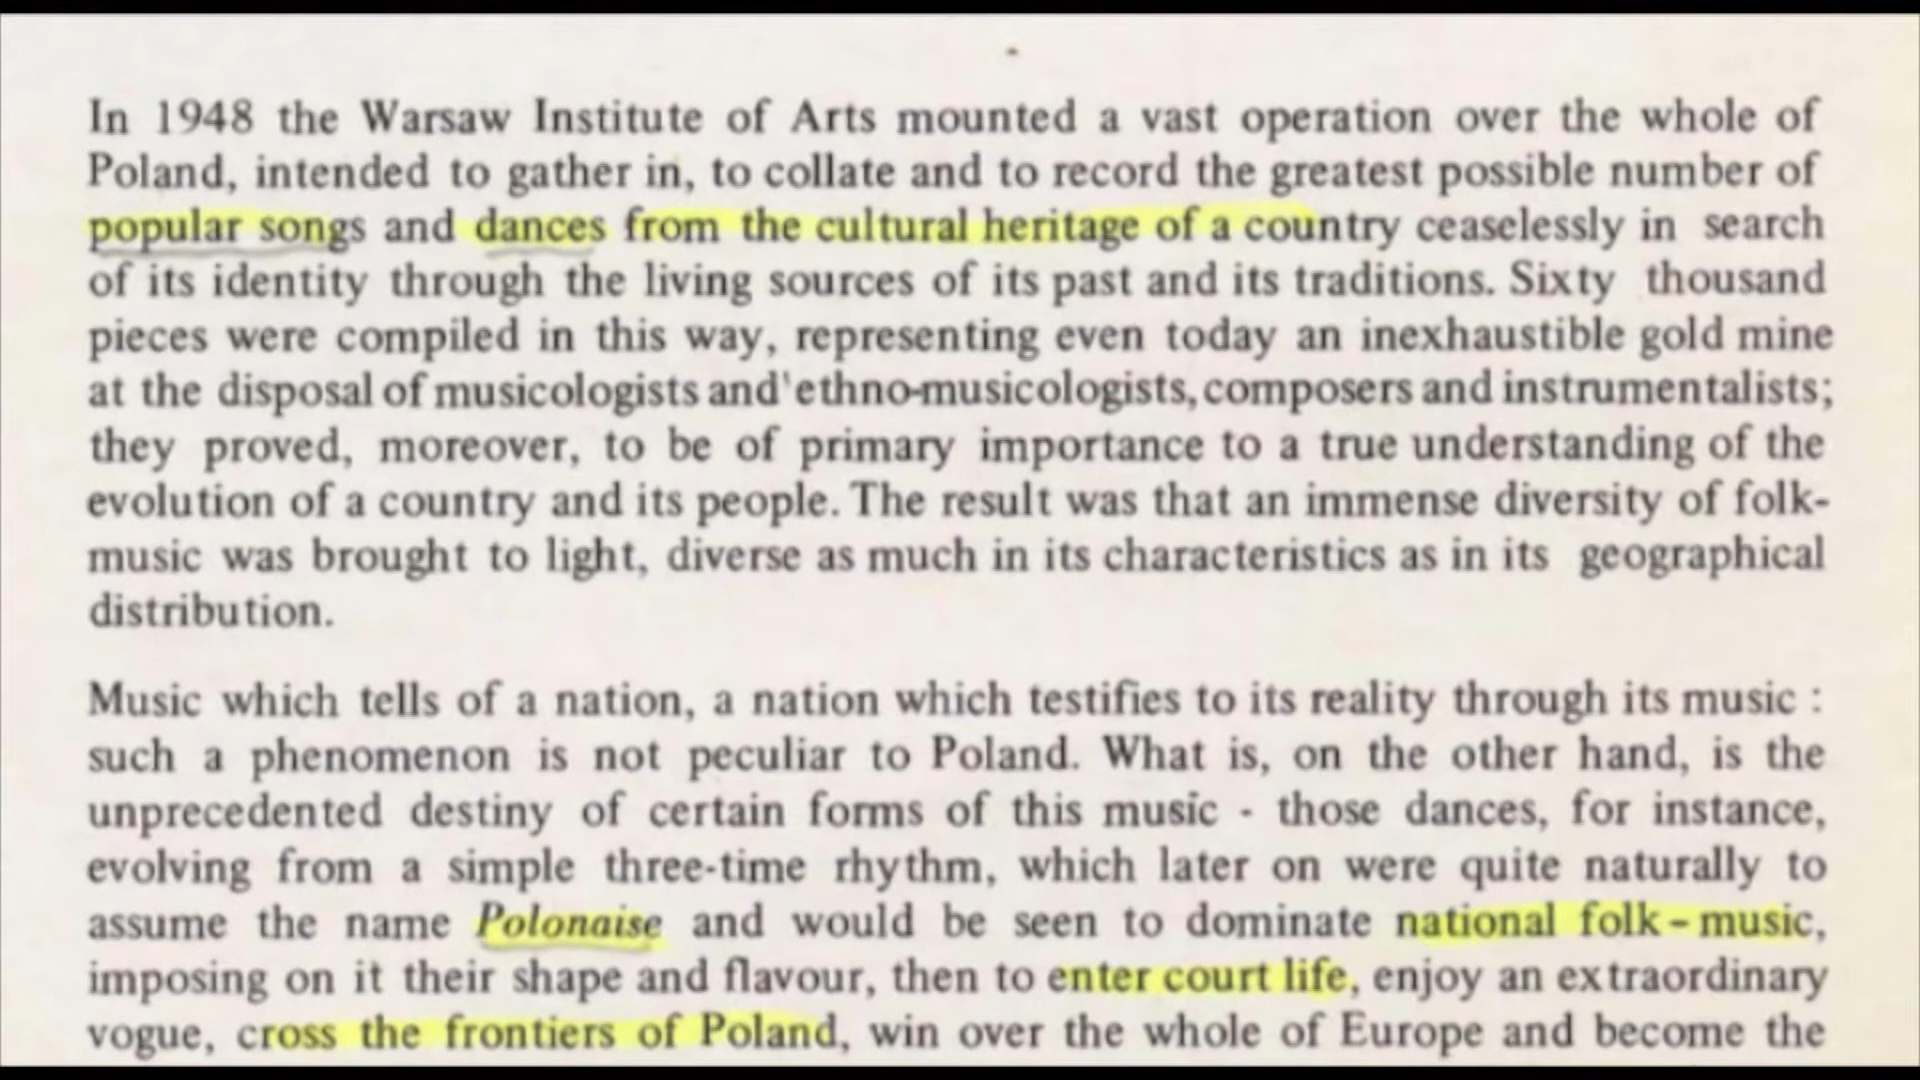 In 1948 the Warsaw Institute of Arts mounted a vast operation over the whole of
Poland, intended to gather in, to collate and to record the greatest possible number of
popular songs and dances from the cultural heritage of a country ceaselessly in search
of its identity through the living sources of its past and its traditions. Sixty thousand
pieces were compiled in this way, representing even today an inexhaustible gold mine
at the disposal of musicologists and'ethno-musicologists, composers and instrumentalists;
they proved, moreover, to be of primary importance to a true understanding of the
evolution of a country and its people. The result was that an immense diversity of folk-
music was brought to light, diverse as much in its characteristics as in its geographical
distribution.
Music which tells of a nation, a nation which testifies to its reality through its music :
such a phenomenon is not peculiar to Poland. What is, on the other hand, is the
unprecedented destiny of certain forms of this music - those dances, for instance,
evolving from a simple three-time rhythm, which later on were quite naturally to
assume the name Polonaise and would be seen to dominate national folk-music,
imposing on it their shape and flavour, then to enter court life, enjoy an extraordinary
vogue, cross the frontiers of Poland, win over the whole of Europe and become the